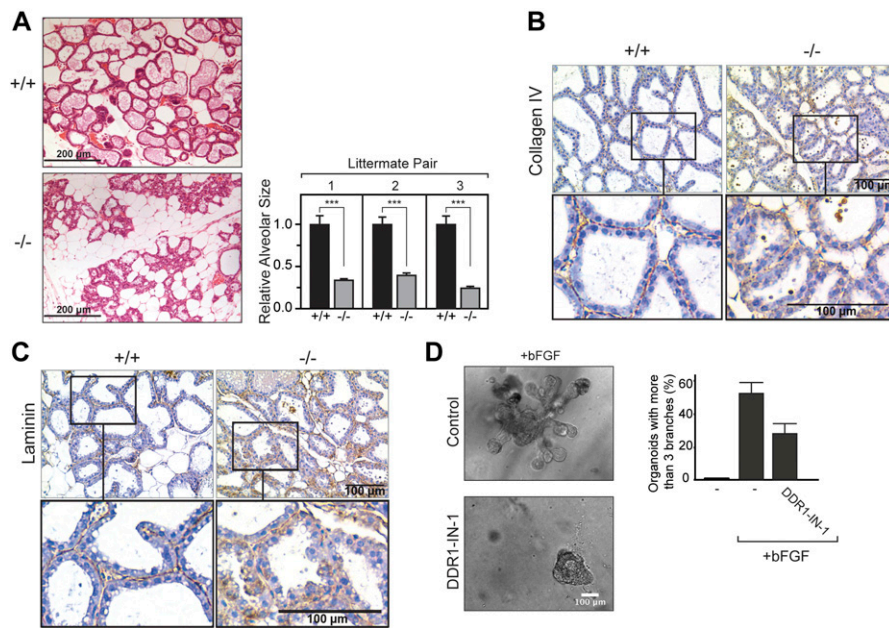 A
+/+
200 µm
-/-
200 µm
Littermate Pair
1 2 3
*** *** ***
Relative Alveolar Size
1.0
0.5
0.0
+/+ -/- +/+ -/- +/+ -/-
B
+/+ -/-
Collagen IV
100 µm
100 µm
C
+/+ -/-
Laminin
100 µm
100 µm
D
+bFGF
Control
DDR1-IN-1
100 µm
Organoids with more
than 3 branches (%)
60
40
20
0
- - DDR1-IN-1
+bFGF